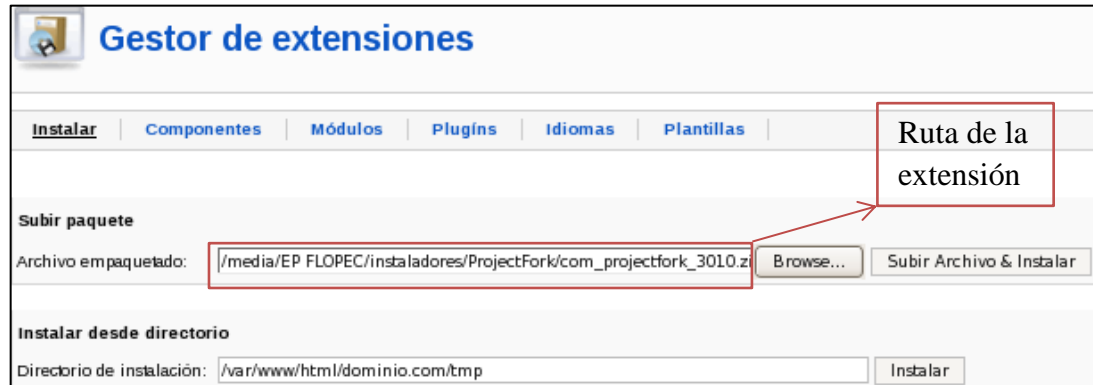 Gestor de extensiones
Instalar Componentes Módulos Plugíns Idiomas Plantillas
Ruta de la
extensión
Subir paquete
Archivo empaquetado: /media/EP FLOPEC/instaladores/ProjectFork/com_projectfork_3010.zi Browse... Subir Archivo & Instalar
Instalar desde directorio
Directorio de instalación: /var/www/html/dominio.com/tmp Instalar